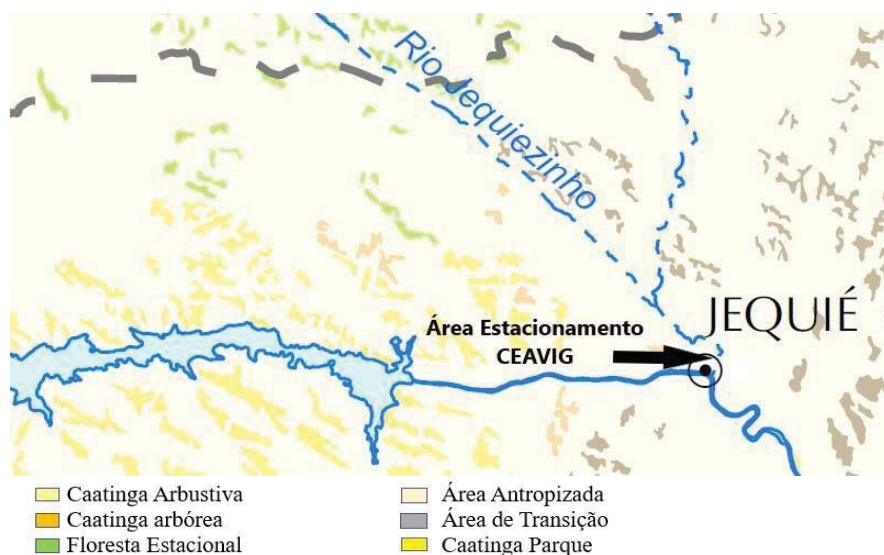 Rio Jequiezinho
JEQUIÉ
Área Estacionamento
CEAVIG
Caatinga Arbustiva
Caatinga arbórea
Floresta Estacional
Área Antropizada
Área de Transição
Caatinga Parque